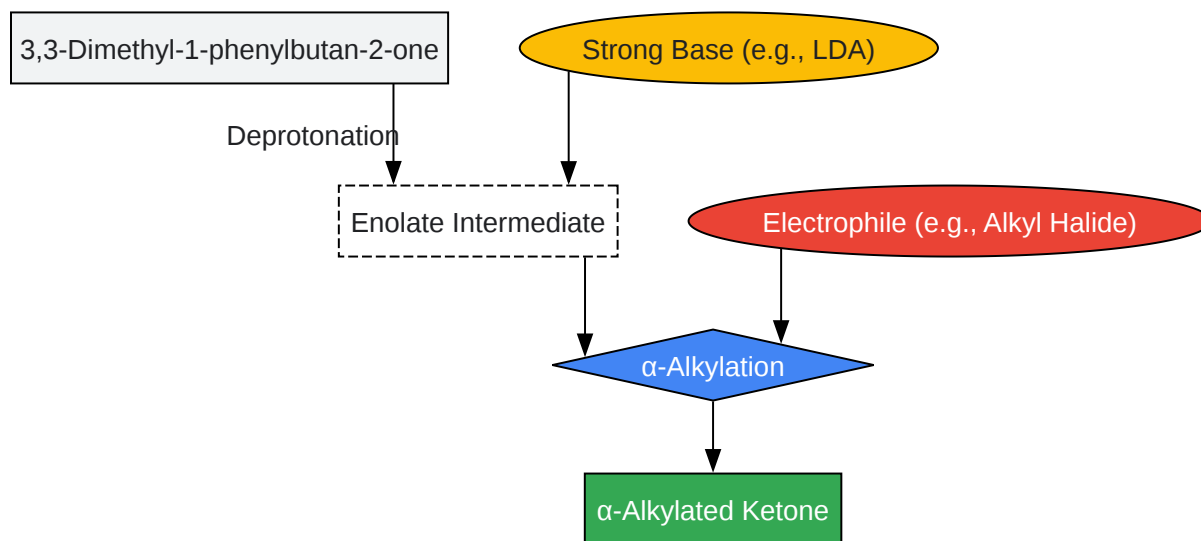 3,3-Dimethyl-1-phenylbutan-2-one
Strong Base (e.g., LDA)
Deprotonation
Enolate Intermediate
Electrophile (e.g., Alkyl Halide)
α-Alkylation
α-Alkylated Ketone